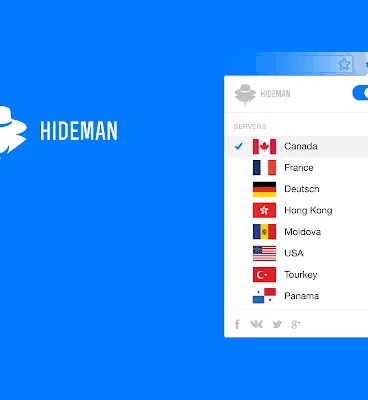 HIDEMAN
HIDEMAN
SERVERS
Canada
France
Deutsch
Hong Kong
Moldova
USA
Tourkey
Panama